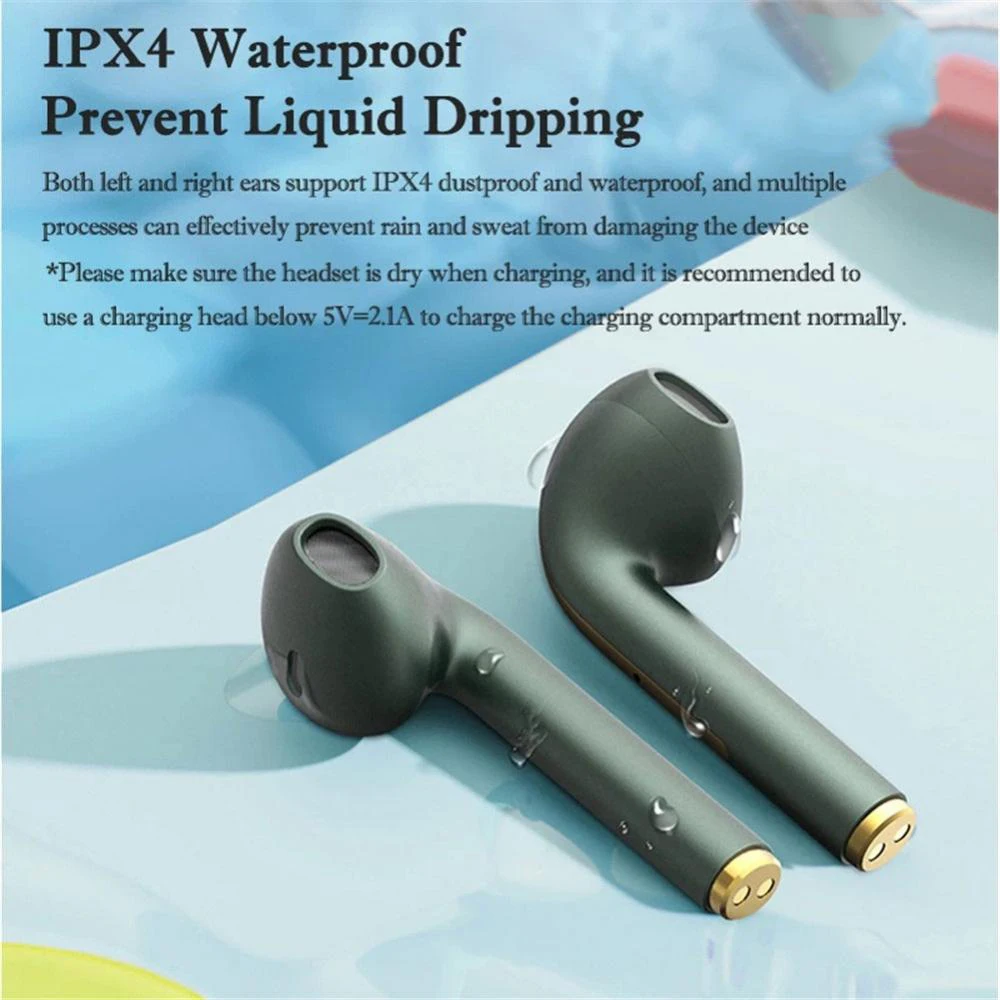 IPX4 Waterproof
Prevent Liquid Dripping
Both left and right ears support IPX4 dustproof and waterproof, and multiple
processes can effectively prevent rain and sweat from damaging the device
*Please make sure the headset is dry when charging, and it is recommended to
use a charging head below 5V=2.1A to charge the charging compartment normally.